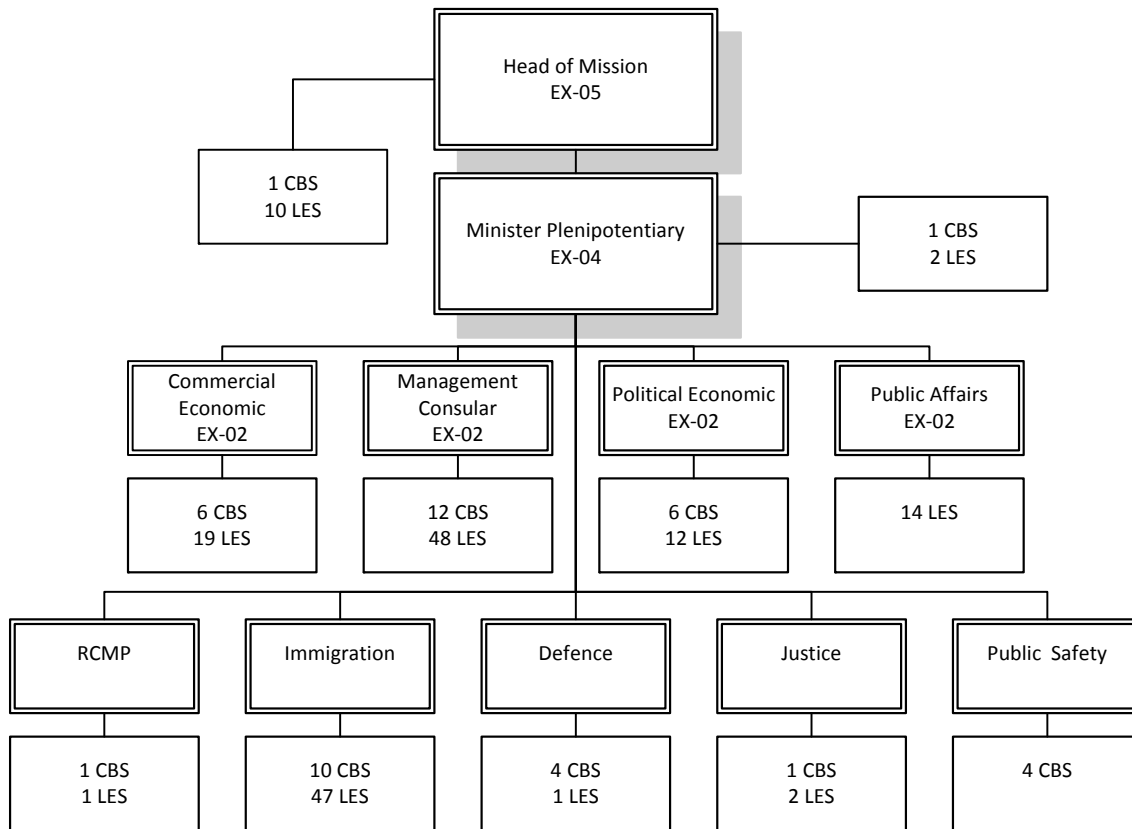 Head of Mission
EX-05
1 CBS
10 LES
Minister Plenipotentiary
EX-04
1 CBS
2 LES
Commercial
Economic
EX-02
Management
Consular
EX-02
Political Economic
EX-02
Public Affairs
EX-02
6 CBS
19 LES
12 CBS
48 LES
6 CBS
12 LES
14 LES
RCMP
Immigration
Defence
Justice
Public Safety
1 CBS
1 LES
10 CBS
47 LES
4 CBS
1 LES
1 CBS
2 LES
4 CBS